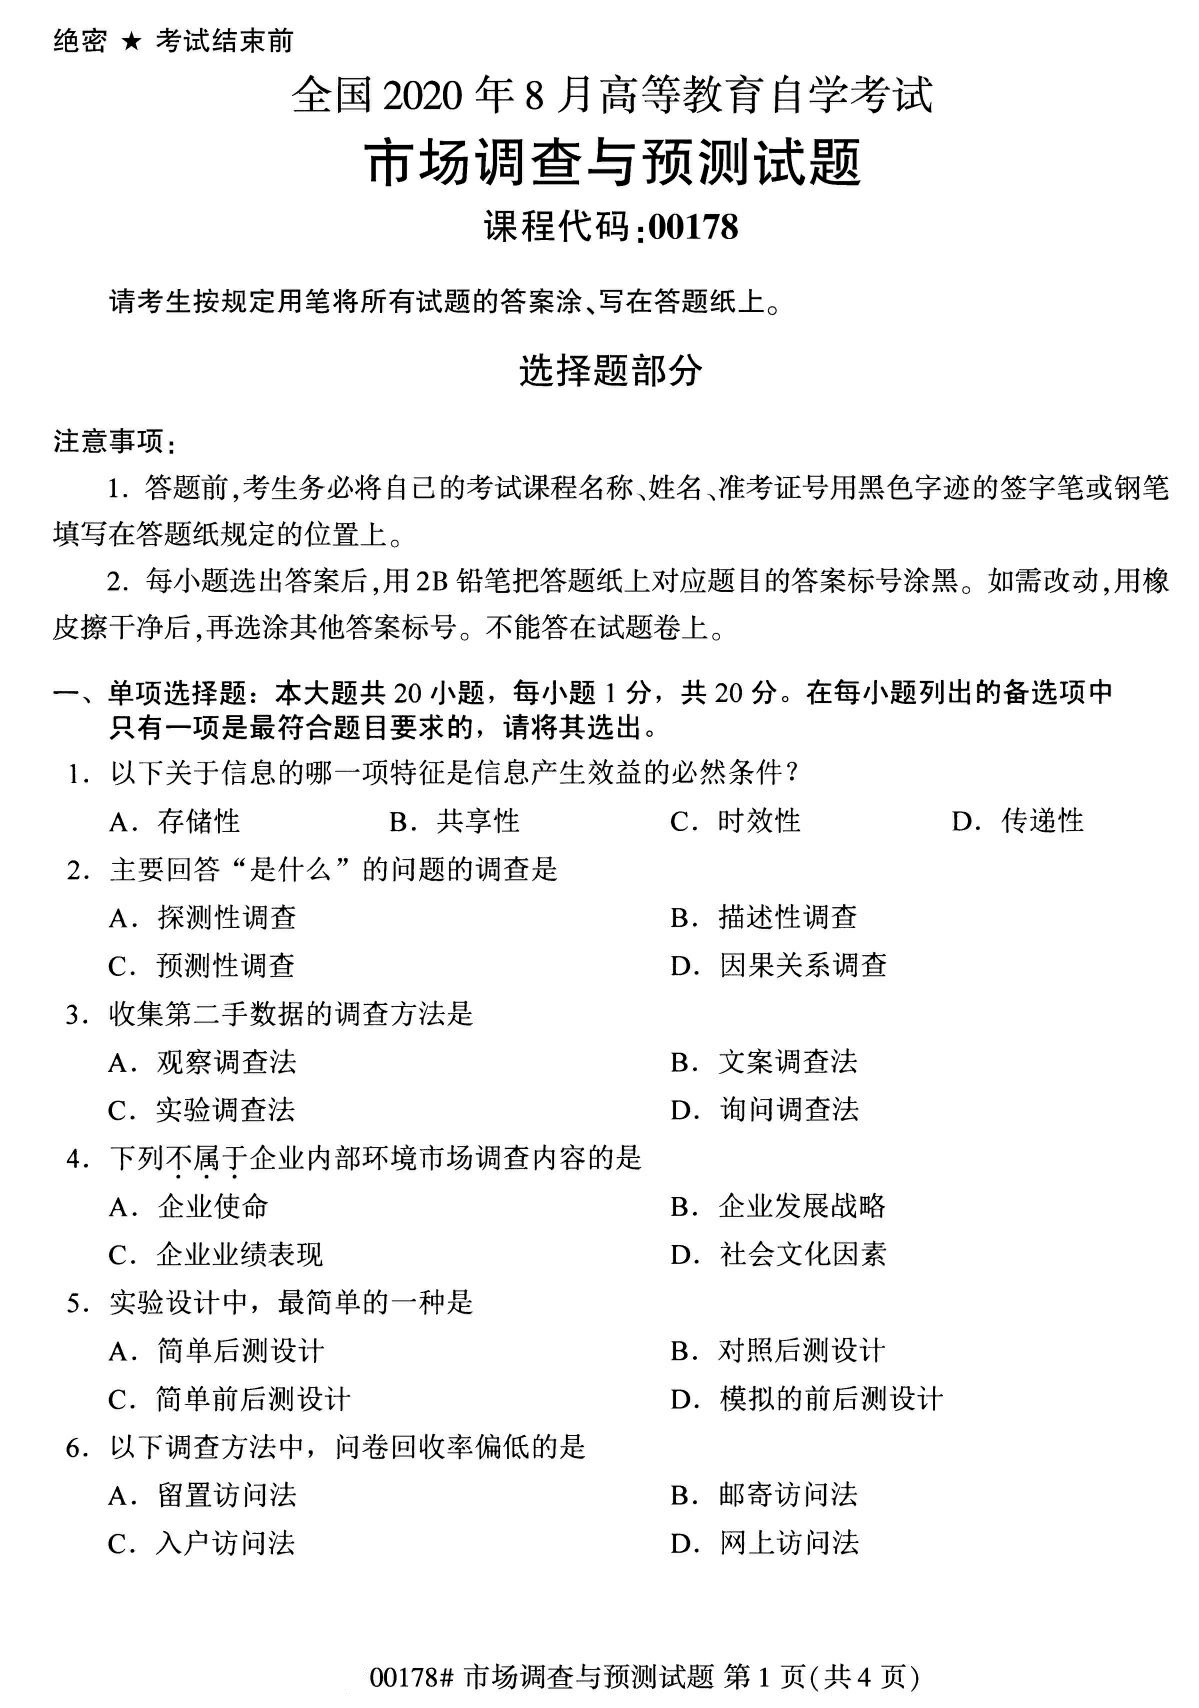 绝密 ★ 考试结束前
全国 2020 年 8 月高等教育自学考试
市场调查与预测试题
课程代码:00178
请考生按规定用笔将所有试题的答案涂、写在答题纸上。
选择题部分
注意事项:
1. 答题前,考生务必将自己的考试课程名称、姓名、准考证号用黑色字迹的签字笔或钢笔
填写在答题纸规定的位置上。
2. 每小题选出答案后,用 2B 铅笔把答题纸上对应题目的答案标号涂黑。如需改动,用橡
皮擦干净后,再选涂其他答案标号。不能答在试题卷上。
一、单项选择题：本大题共 20 小题，每小题 1 分，共 20 分。在每小题列出的备选项中
只有一项是最符合题目要求的，请将其选出。
1．以下关于信息的哪一项特征是信息产生效益的必然条件？
A．存储性 B．共享性 C．时效性 D．传递性
2．主要回答“是什么”的问题的调查是
A．探测性调查 B．描述性调查
C．预测性调查 D．因果关系调查
3．收集第二手数据的调查方法是
A．观察调查法 B．文案调查法
C．实验调查法 D．询问调查法
4．下列不属于企业内部环境市场调查内容的是
A．企业使命 B．企业发展战略
C．企业业绩表现 D．社会文化因素
5．实验设计中，最简单的一种是
A．简单后测设计 B．对照后测设计
C．简单前后测设计 D．模拟的前后测设计
6．以下调查方法中，问卷回收率偏低的是
A．留置访问法 B．邮寄访问法
C．入户访问法 D．网上访问法
00178# 市场调查与预测试题 第 1 页(共 4 页)